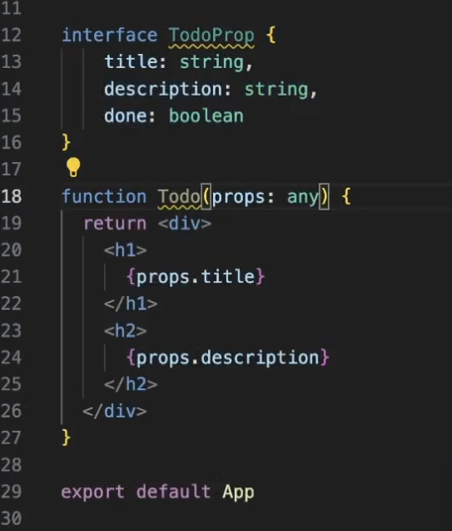 11
12 interface TodoProp {
13 title: string,
14 description: string,
15 done: boolean
16 }
17
18 function Todo(props: any) {
19 return <div>
20 <h1>
21 {props.title}
22 </h1>
23 <h2>
24 {props.description}
25 </h2>
26 </div>
27 }
28
29 export default App
30